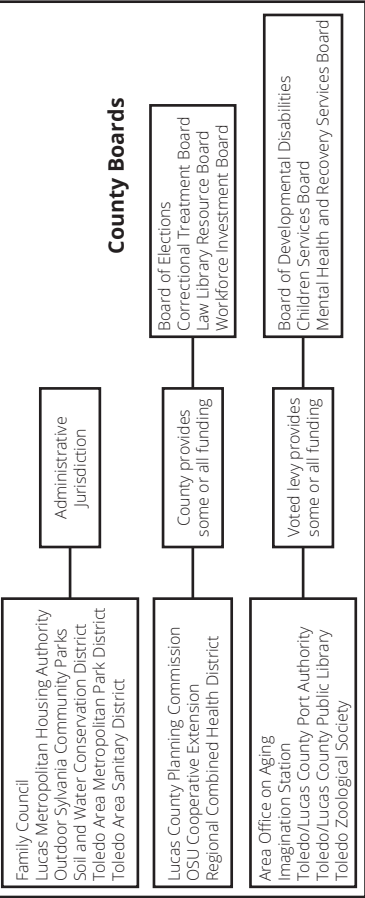 County Boards
Family Council
Lucas Metropolitan Housing Authority
Outdoor Sylvania Community Parks
Soil and Water Conservation District
Toledo Area Metropolitan Park District
Toledo Area Sanitary District
Administrative
Jurisdiction
Lucas County Planning Commission
OSU Cooperative Extension
Regional Combined Health District
County provides
some or all funding
Board of Elections
Correctional Treatment Board
Law Library Resource Board
Workforce Investment Board
Area Office on Aging
Imagination Station
Toledo/Lucas County Port Authority
Toledo/Lucas County Public Library
Toledo Zoological Society
Voted levy provides
some or all funding
Board of Developmental Disabilities
Children Services Board
Mental Health and Recovery Services Board